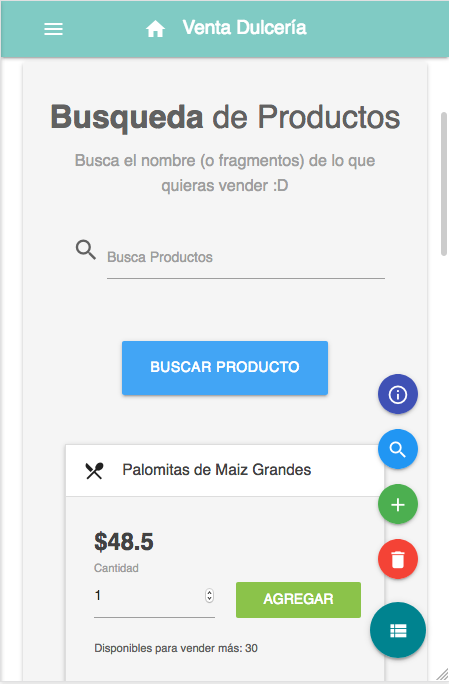 Venta Dulcería
Busqueda de Productos
Busca el nombre (o fragmentos) de lo que
quieras vender :D
Busca Productos
BUSCAR PRODUCTO
Palomitas de Maiz Grandes
$48.5
Cantidad
1
AGREGAR
Disponibles para vender más: 30